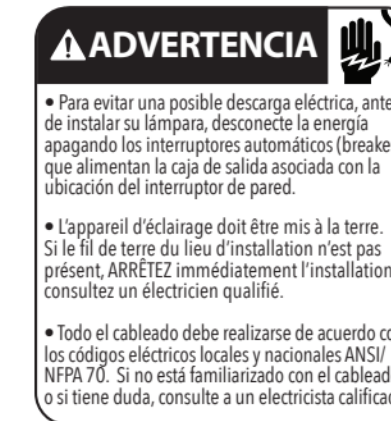 ADVERTENCIA
• Para evitar una posible descarga eléctrica, ante
de instalar su lámpara, desconecte la energía
apagando los interruptores automáticos (breake
que alimentan la caja de salida asociada con la
ubicación del interruptor de pared.
• L’appareil d’éclairage doit être mis à la terre.
Si le fil de terre du lieu d’installation n’est pas
présent, ARRÊTEZ immédiatement l’installation
consultez un électricien qualifié.
• Todo el cableado debe realizarse de acuerdo co
los códigos eléctricos locales y nacionales ANSI/
NFPA 70. Si no está familiarizado con el cablead
o si tiene duda, consulte a un electricista calificad